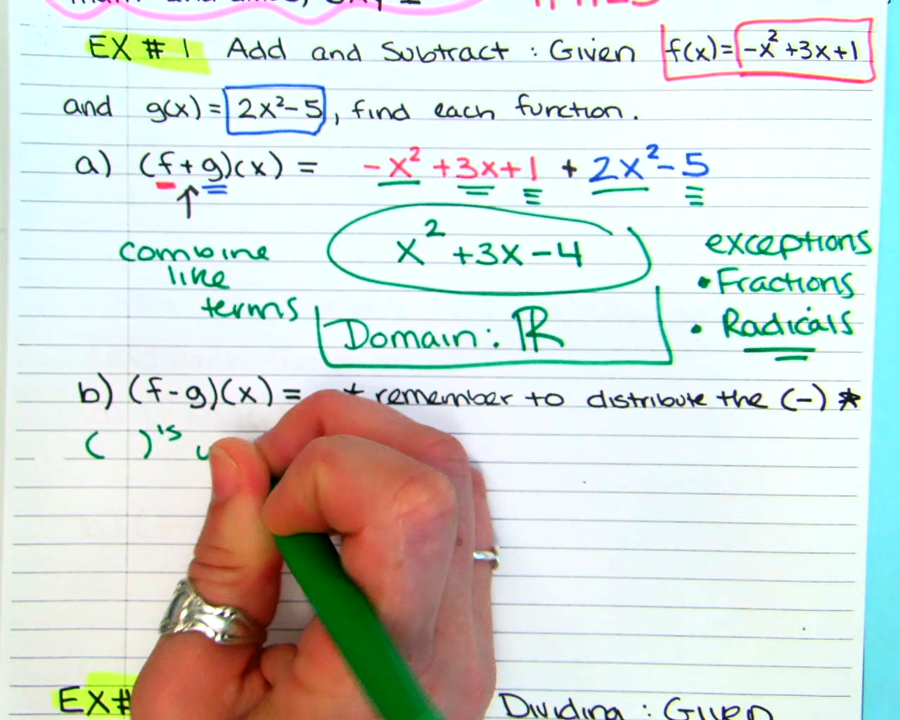 EX # 1 Add and Subtract : Given f(x)= -x² +3x+1
and g(x)= 2x²-5, find each function.
a) (f+g)(x) = -x² +3x+1 + 2x²-5
combine
like
terms
x² +3x-4
Domain: ℝ
exceptions
• Fractions
• Radicals
b) (f-g)(x) = * remember to distribute the (-) *
( )'s
EX# Dividing : Given